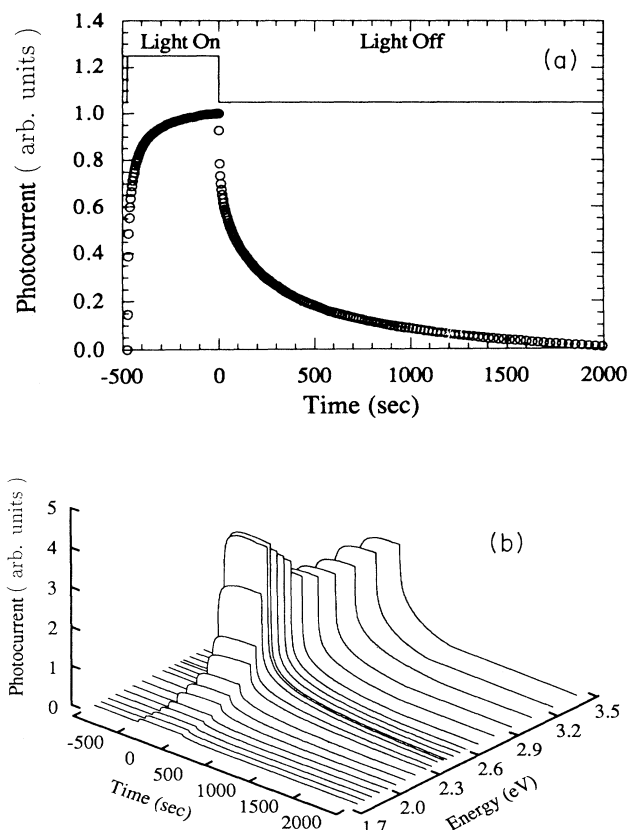 Light On Light Off
(a)
Photocurrent ( arb. units )
1.4
1.2
1.0
0.8
0.6
0.4
0.2
0.0
-500 0 500 1000 1500 2000
Time (sec)
(b)
Photocurrent ( arb. units )
5
4
3
2
1
0
-500 0 500 1000 1500 2000
Time (sec)
1.7 2.0 2.3 2.6 2.9 3.2 3.5
Energy (eV)